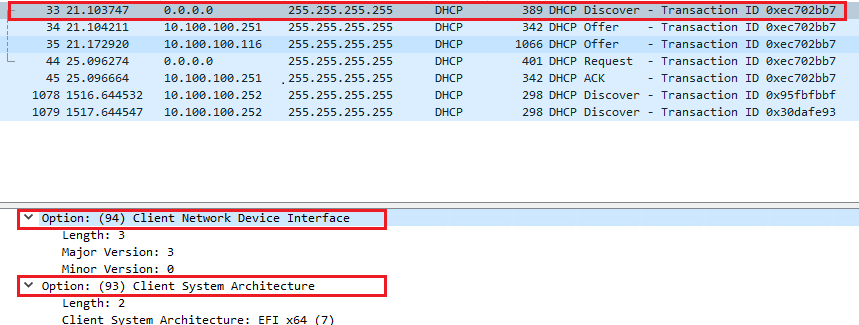 33 21.103747 0.0.0.0 255.255.255.255 DHCP 389 DHCP Discover - Transaction ID 0xec702bb7
34 21.104211 10.100.100.251 255.255.255.255 DHCP 342 DHCP Offer - Transaction ID 0xec702bb7
35 21.172920 10.100.100.116 255.255.255.255 DHCP 1066 DHCP Offer - Transaction ID 0xec702bb7
44 25.096274 0.0.0.0 255.255.255.255 DHCP 401 DHCP Request - Transaction ID 0xec702bb7
45 25.096664 10.100.100.251 255.255.255.255 DHCP 342 DHCP ACK - Transaction ID 0xec702bb7
1078 1516.644532 10.100.100.252 255.255.255.255 DHCP 298 DHCP Discover - Transaction ID 0x95fbfbbf
1079 1517.644547 10.100.100.252 255.255.255.255 DHCP 298 DHCP Discover - Transaction ID 0x30dafe93
Option: (94) Client Network Device Interface
Length: 3
Major Version: 3
Minor Version: 0
Option: (93) Client System Architecture
Length: 2
Client System Architecture: EFI x64 (7)